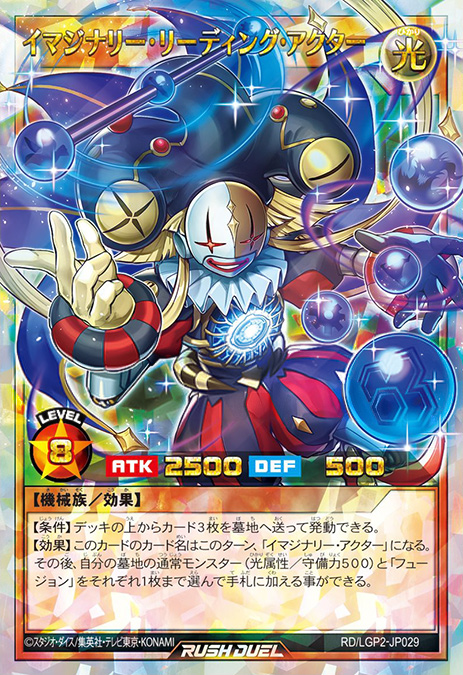 イマジナリー・リーディング・アクター
ひかり
光
LEVEL
8
ATK 2500 DEF 500
【機械族／効果】
【条件】デッキの上からカード3枚を墓地へ送って発動できる。
【効果】このカードのカード名はこのターン、「イマジナリー・アクター」になる。
その後、自分の墓地の通常モンスター（光属性／守備力500）と「フュー
ジョン」をそれぞれ1枚まで選んで手札に加える事ができる。
©スタジオ・ダイス/集英社・テレビ東京・KONAMI
RUSH DUEL
RD/LGP2-JP029